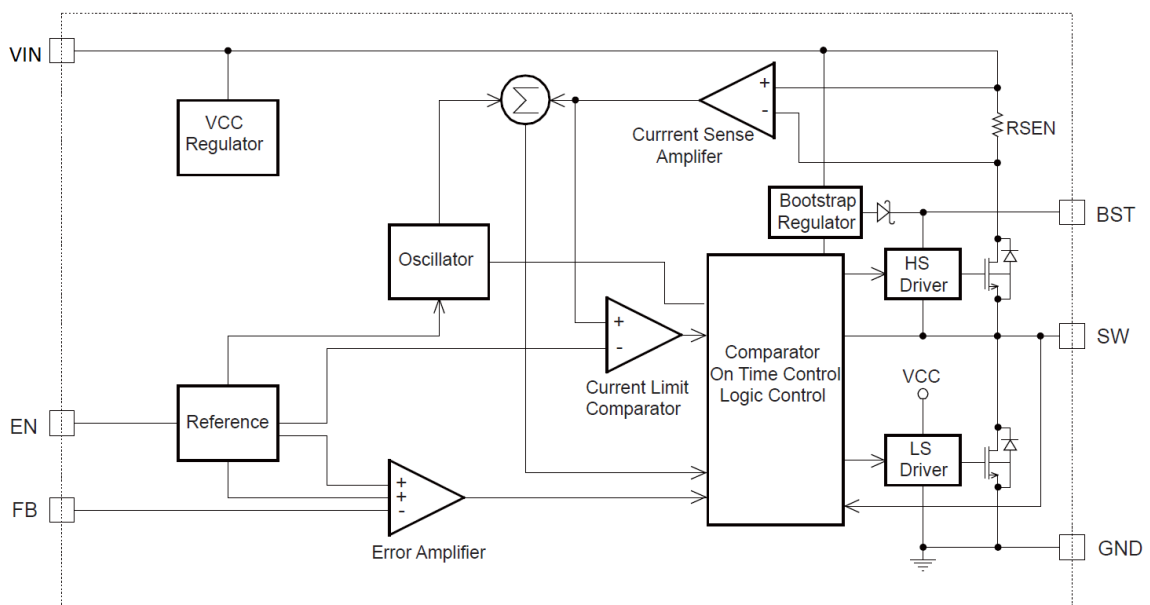 VIN
VCC
Regulator
Σ
+
-
Currrent Sense
Amplifer
RSEN
Bootstrap
Regulator
BST
Oscillator
HS
Driver
+
-
Current Limit
Comparator
Comparator
On Time Control
Logic Control
SW
VCC
EN
Reference
LS
Driver
+
+
-
FB
Error Amplifier
GND